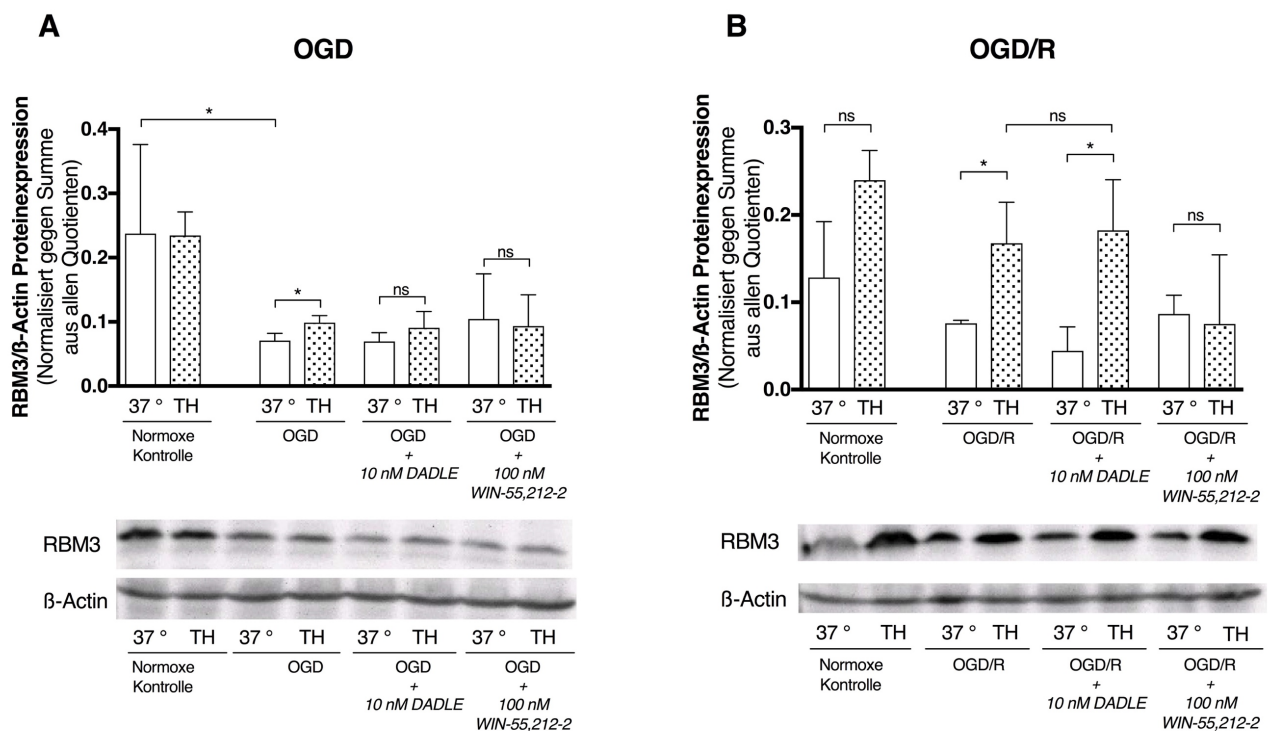 A
OGD
RBM3/ß-Actin Proteinexpression
(Normalisiert gegen Summe
aus allen Quotienten)
0.4
0.3
0.2
0.1
0.0
*
*
ns
ns
37 ° TH 37 ° TH 37 ° TH 37 ° TH
Normoxe
Kontrolle
OGD
OGD
+
10 nM DADLE
OGD
+
100 nM
WIN-55,212-2
RBM3
ß-Actin
37 ° TH 37 ° TH 37 ° TH 37 ° TH
Normoxe
Kontrolle
OGD
OGD
+
10 nM DADLE
OGD
+
100 nM
WIN-55,212-2
B
OGD/R
RBM3/ß-Actin Proteinexpression
(Normalisiert gegen Summe
aus allen Quotienten)
0.3
0.2
0.1
0.0
ns
*
ns
*
ns
37 ° TH 37 ° TH 37 ° TH 37 ° TH
Normoxe
Kontrolle
OGD/R
OGD/R
+
10 nM DADLE
OGD/R
+
100 nM
WIN-55,212-2
RBM3
ß-Actin
37 ° TH 37 ° TH 37 ° TH 37 ° TH
Normoxe
Kontrolle
OGD/R
OGD/R
+
10 nM DADLE
OGD/R
+
100 nM
WIN-55,212-2